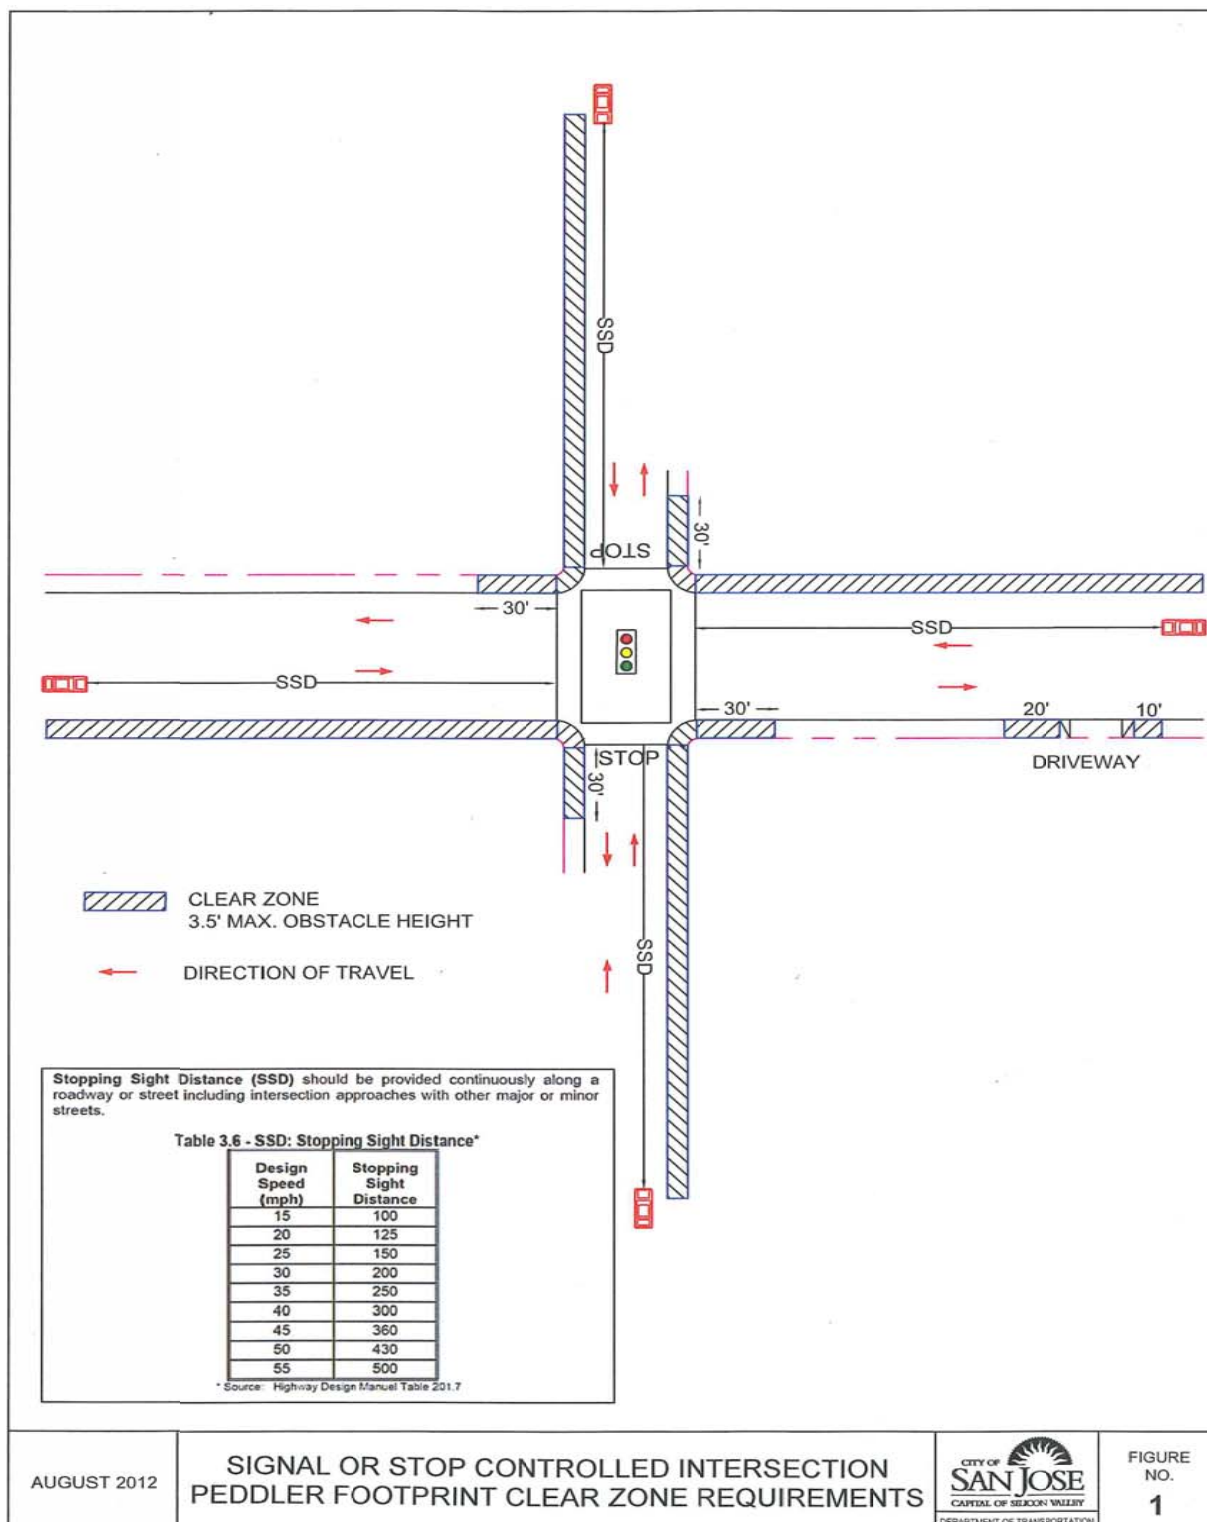 SSD
STOP
30'
30'
SSD
SSD
30'
20'
10'
STOP
30'
DRIVEWAY
CLEAR ZONE
3.5' MAX. OBSTACLE HEIGHT
SSD
DIRECTION OF TRAVEL
Stopping Sight Distance (SSD) should be provided continuously along a
roadway or street including intersection approaches with other major or minor
streets.
Table 3.6 - SSD: Stopping Sight Distance*
Design Speed (mph) Stopping Sight Distance
15 100
20 125
25 150
30 200
35 250
40 300
45 360
50 430
55 500
* Source: Highway Design Manuel Table 201.7
AUGUST 2012
SIGNAL OR STOP CONTROLLED INTERSECTION
PEDDLER FOOTPRINT CLEAR ZONE REQUIREMENTS
CITY OF
SAN JOSE
CAPITAL OF SILICON VALLEY
DEPARTMENT OF TRANSPORTATION
FIGURE
NO.
1